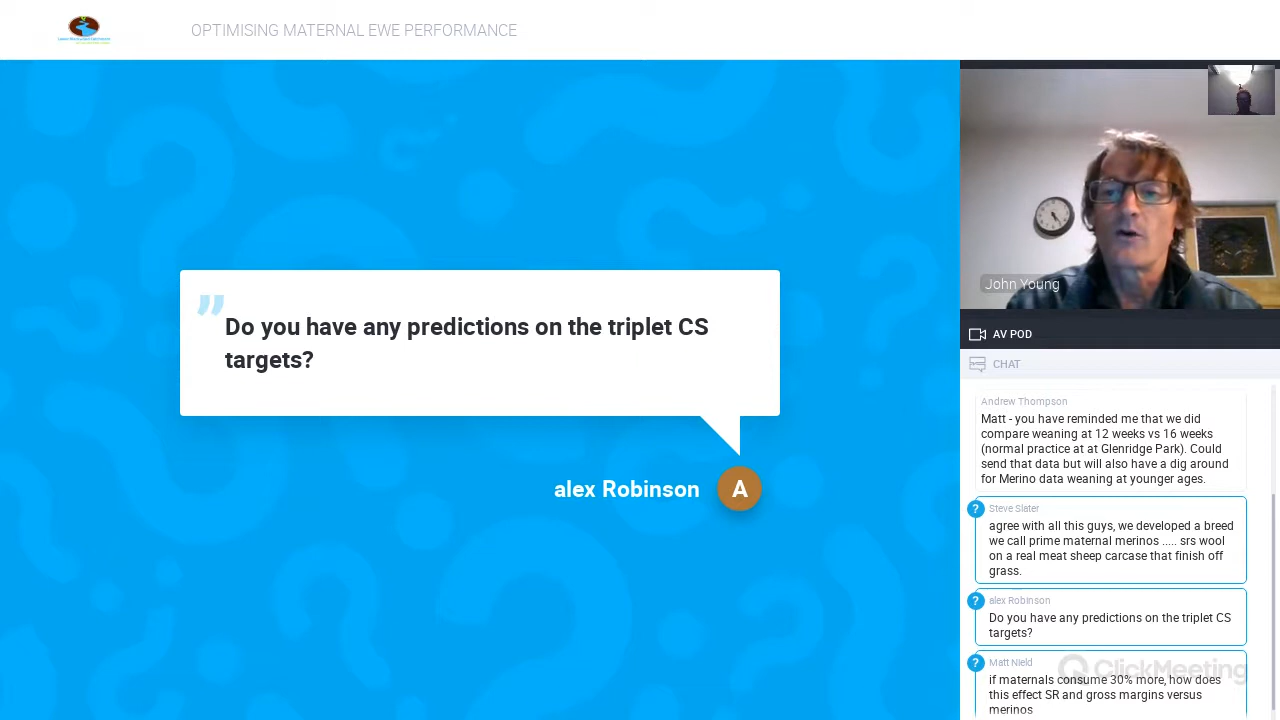 OPTIMISING MATERNAL EWE PERFORMANCE
Do you have any predictions on the triplet CS
targets?
alex Robinson
A
John Young
AV POD
CHAT
Andrew Thompson
Matt - you have reminded me that we did
compare weaning at 12 weeks vs 16 weeks
(normal practice at at Glenridge Park). Could
send that data but will also have a dig around
for Merino data weaning at younger ages.
?
Steve Slater
agree with all this guys, we developed a breed
we call prime maternal merinos ..... srs wool
on a real meat sheep carcase that finish off
grass.
?
alex Robinson
Do you have any predictions on the triplet CS
targets?
?
Matt Nield
ClickMeeting
if maternals consume 30% more, how does
this effect SR and gross margins versus
merinos